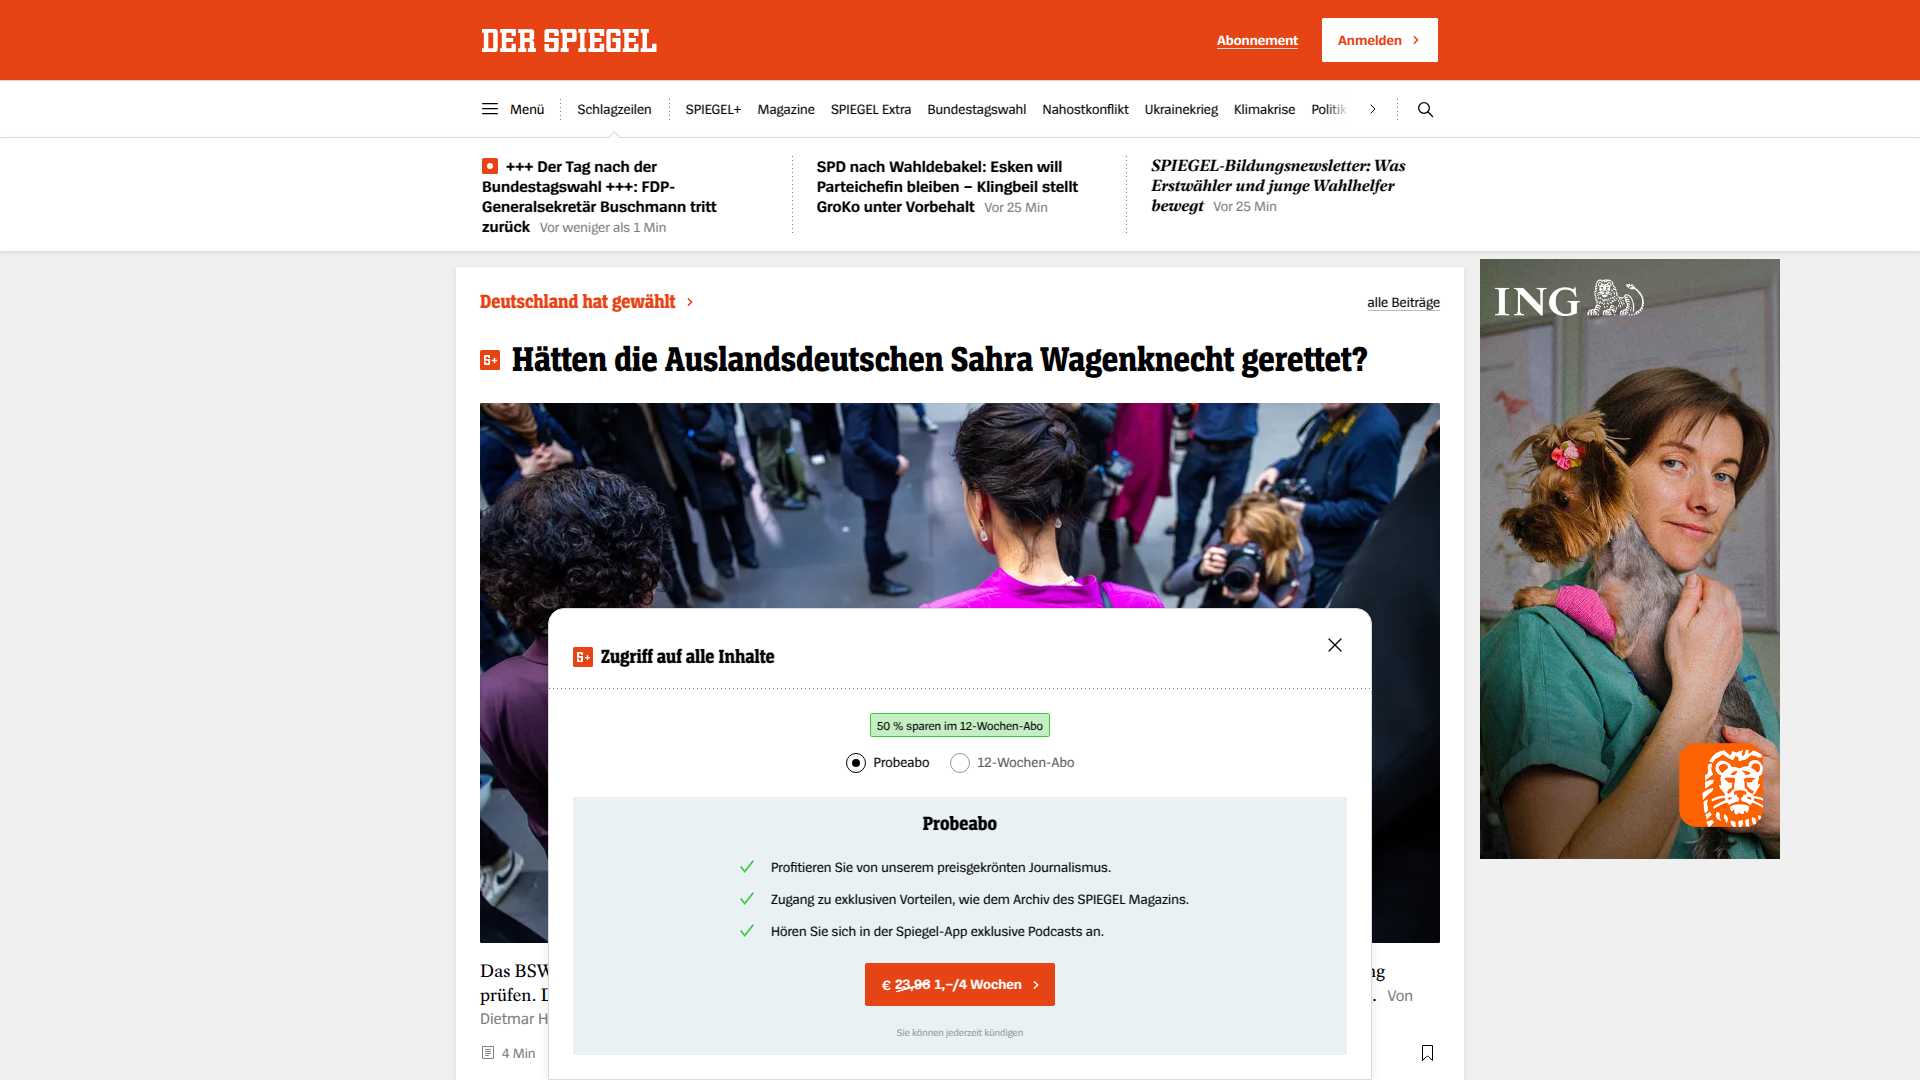 DER SPIEGEL
Abonnement
Anmelden
Menü
Schlagzeilen
SPIEGEL+
Magazine
SPIEGEL Extra
Bundestagswahl
Nahostkonflikt
Ukrainekrieg
Klimakrise
Politik
+++ Der Tag nach der
Bundestagswahl +++: FDP-
Generalsekretär Buschmann tritt
zurück Vor weniger als 1 Min
SPD nach Wahldebakel: Esken will
Parteichefin bleiben – Klingbeil stellt
GroKo unter Vorbehalt Vor 25 Min
SPIEGEL-Bildungsnewsletter: Was
Erstwähler und junge Wahlhelfer
bewegt Vor 25 Min
Deutschland hat gewählt
alle Beiträge
S+ Hätten die Auslandsdeutschen Sahra Wagenknecht gerettet?
ING
S+ Zugriff auf alle Inhalte
50 % sparen im 12-Wochen-Abo
Probeabo
12-Wochen-Abo
Probeabo
Profitieren Sie von unserem preisgekrönten Journalismus.
Zugang zu exklusiven Vorteilen, wie dem Archiv des SPIEGEL Magazins.
Hören Sie sich in der Spiegel-App exklusive Podcasts an.
€ 23,96 1,–/4 Wochen
Sie können jederzeit kündigen
Das BSW
prüfen. Von
Dietmar H
4 Min